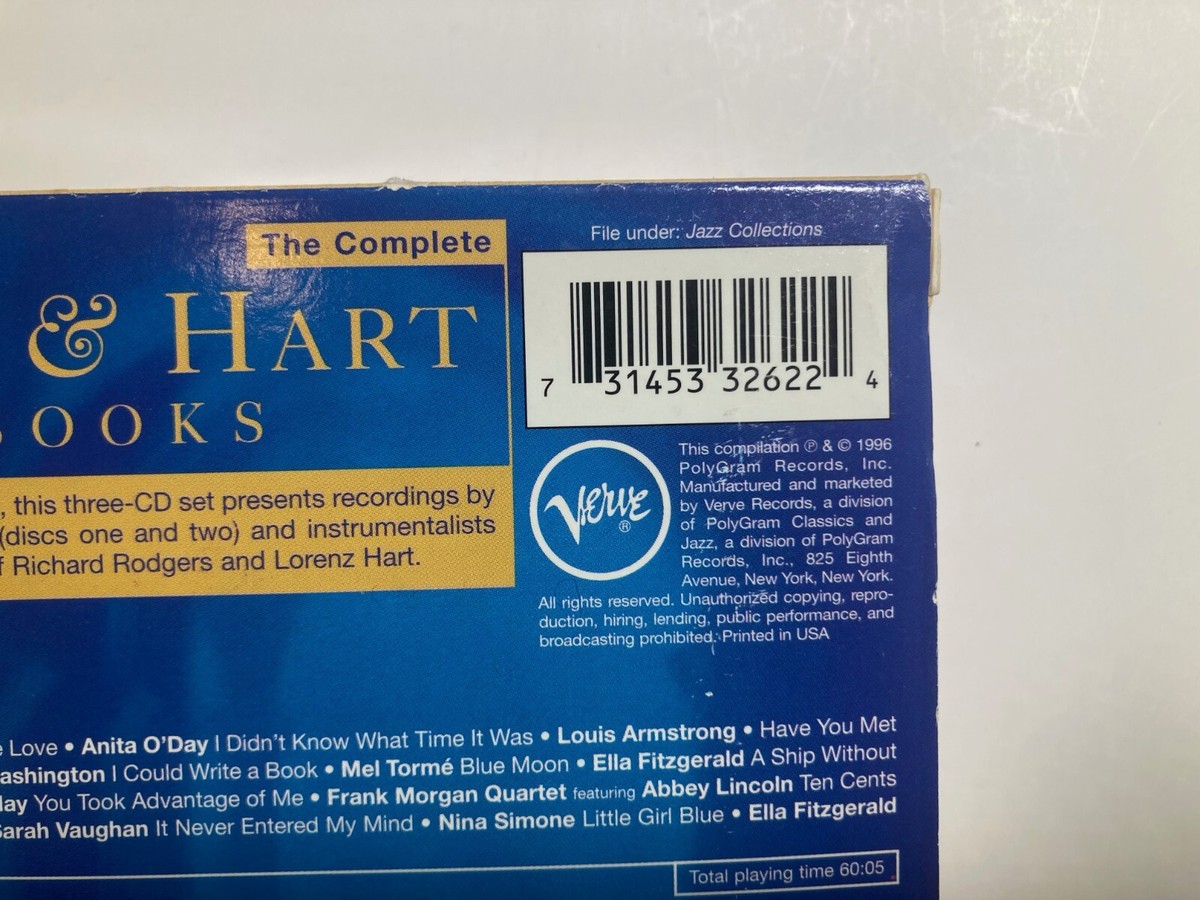 The Complete
& HART
OOKS
, this three-CD set presents recordings by
(discs one and two) and instrumentalists
Richard Rodgers and Lorenz Hart.
File under: Jazz Collections
7 31453 32622 4
Verve ®
This compilation ℗ & © 1996
PolyGram Records, Inc.
Manufactured and marketed
by Verve Records, a division
of PolyGram Classics and
Jazz, a division of PolyGram
Records, Inc., 825 Eighth
Avenue, New York, New York.
All rights reserved. Unauthorized copying, repro-
duction, hiring, lending, public performance, and
broadcasting prohibited. Printed in USA
Love • Anita O'Day I Didn't Know What Time It Was • Louis Armstrong • Have You Met
ashington I Could Write a Book • Mel Tormé Blue Moon • Ella Fitzgerald A Ship Without
ay You Took Advantage of Me • Frank Morgan Quartet featuring Abbey Lincoln Ten Cents
Sarah Vaughan It Never Entered My Mind • Nina Simone Little Girl Blue • Ella Fitzgerald
Total playing time 60:05